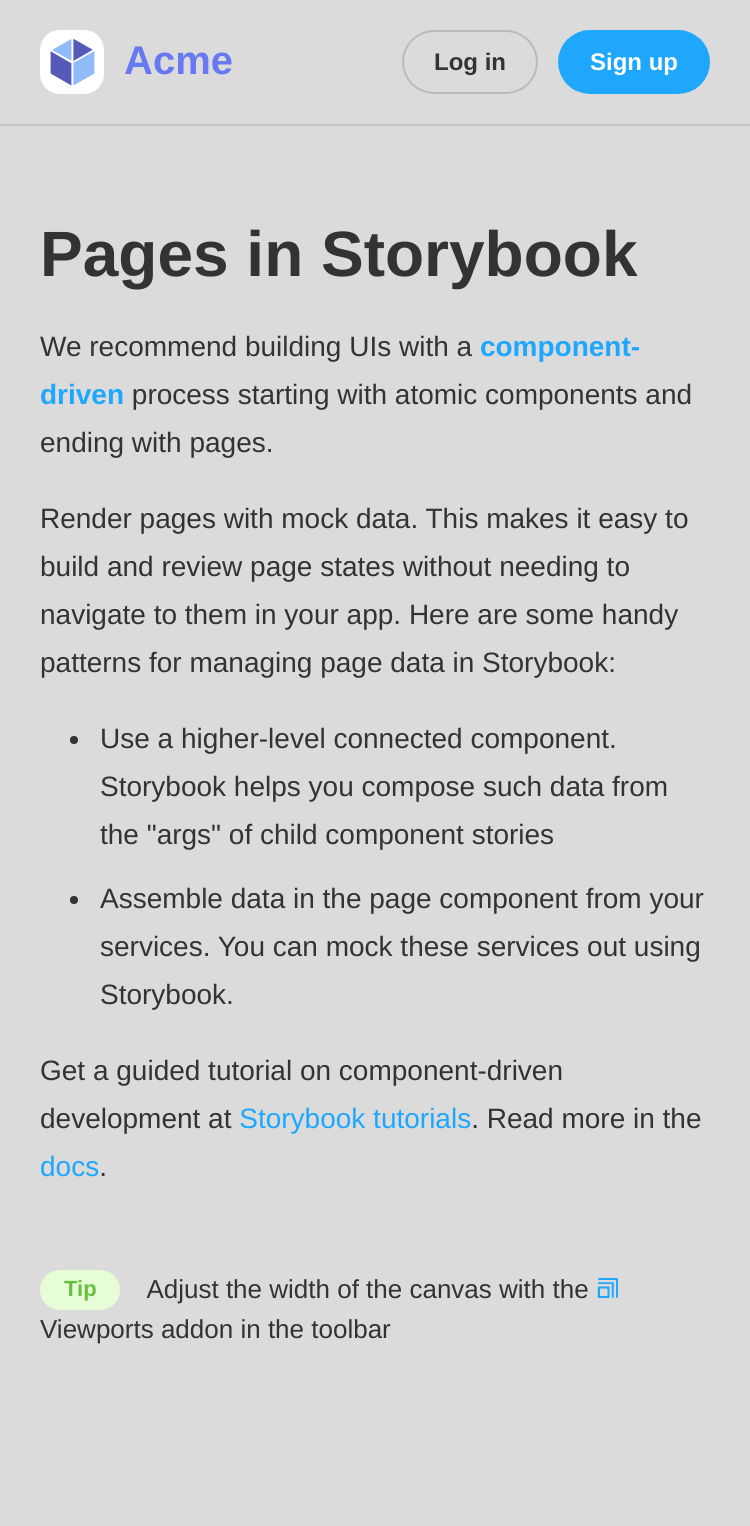 Acme
Log in
Sign up
Pages in Storybook
We recommend building UIs with a component-
driven process starting with atomic components and
ending with pages.
Render pages with mock data. This makes it easy to
build and review page states without needing to
navigate to them in your app. Here are some handy
patterns for managing page data in Storybook:
• Use a higher-level connected component.
Storybook helps you compose such data from
the "args" of child component stories
• Assemble data in the page component from your
services. You can mock these services out using
Storybook.
Get a guided tutorial on component-driven
development at Storybook tutorials. Read more in the
docs.
Tip Adjust the width of the canvas with the
Viewports addon in the toolbar